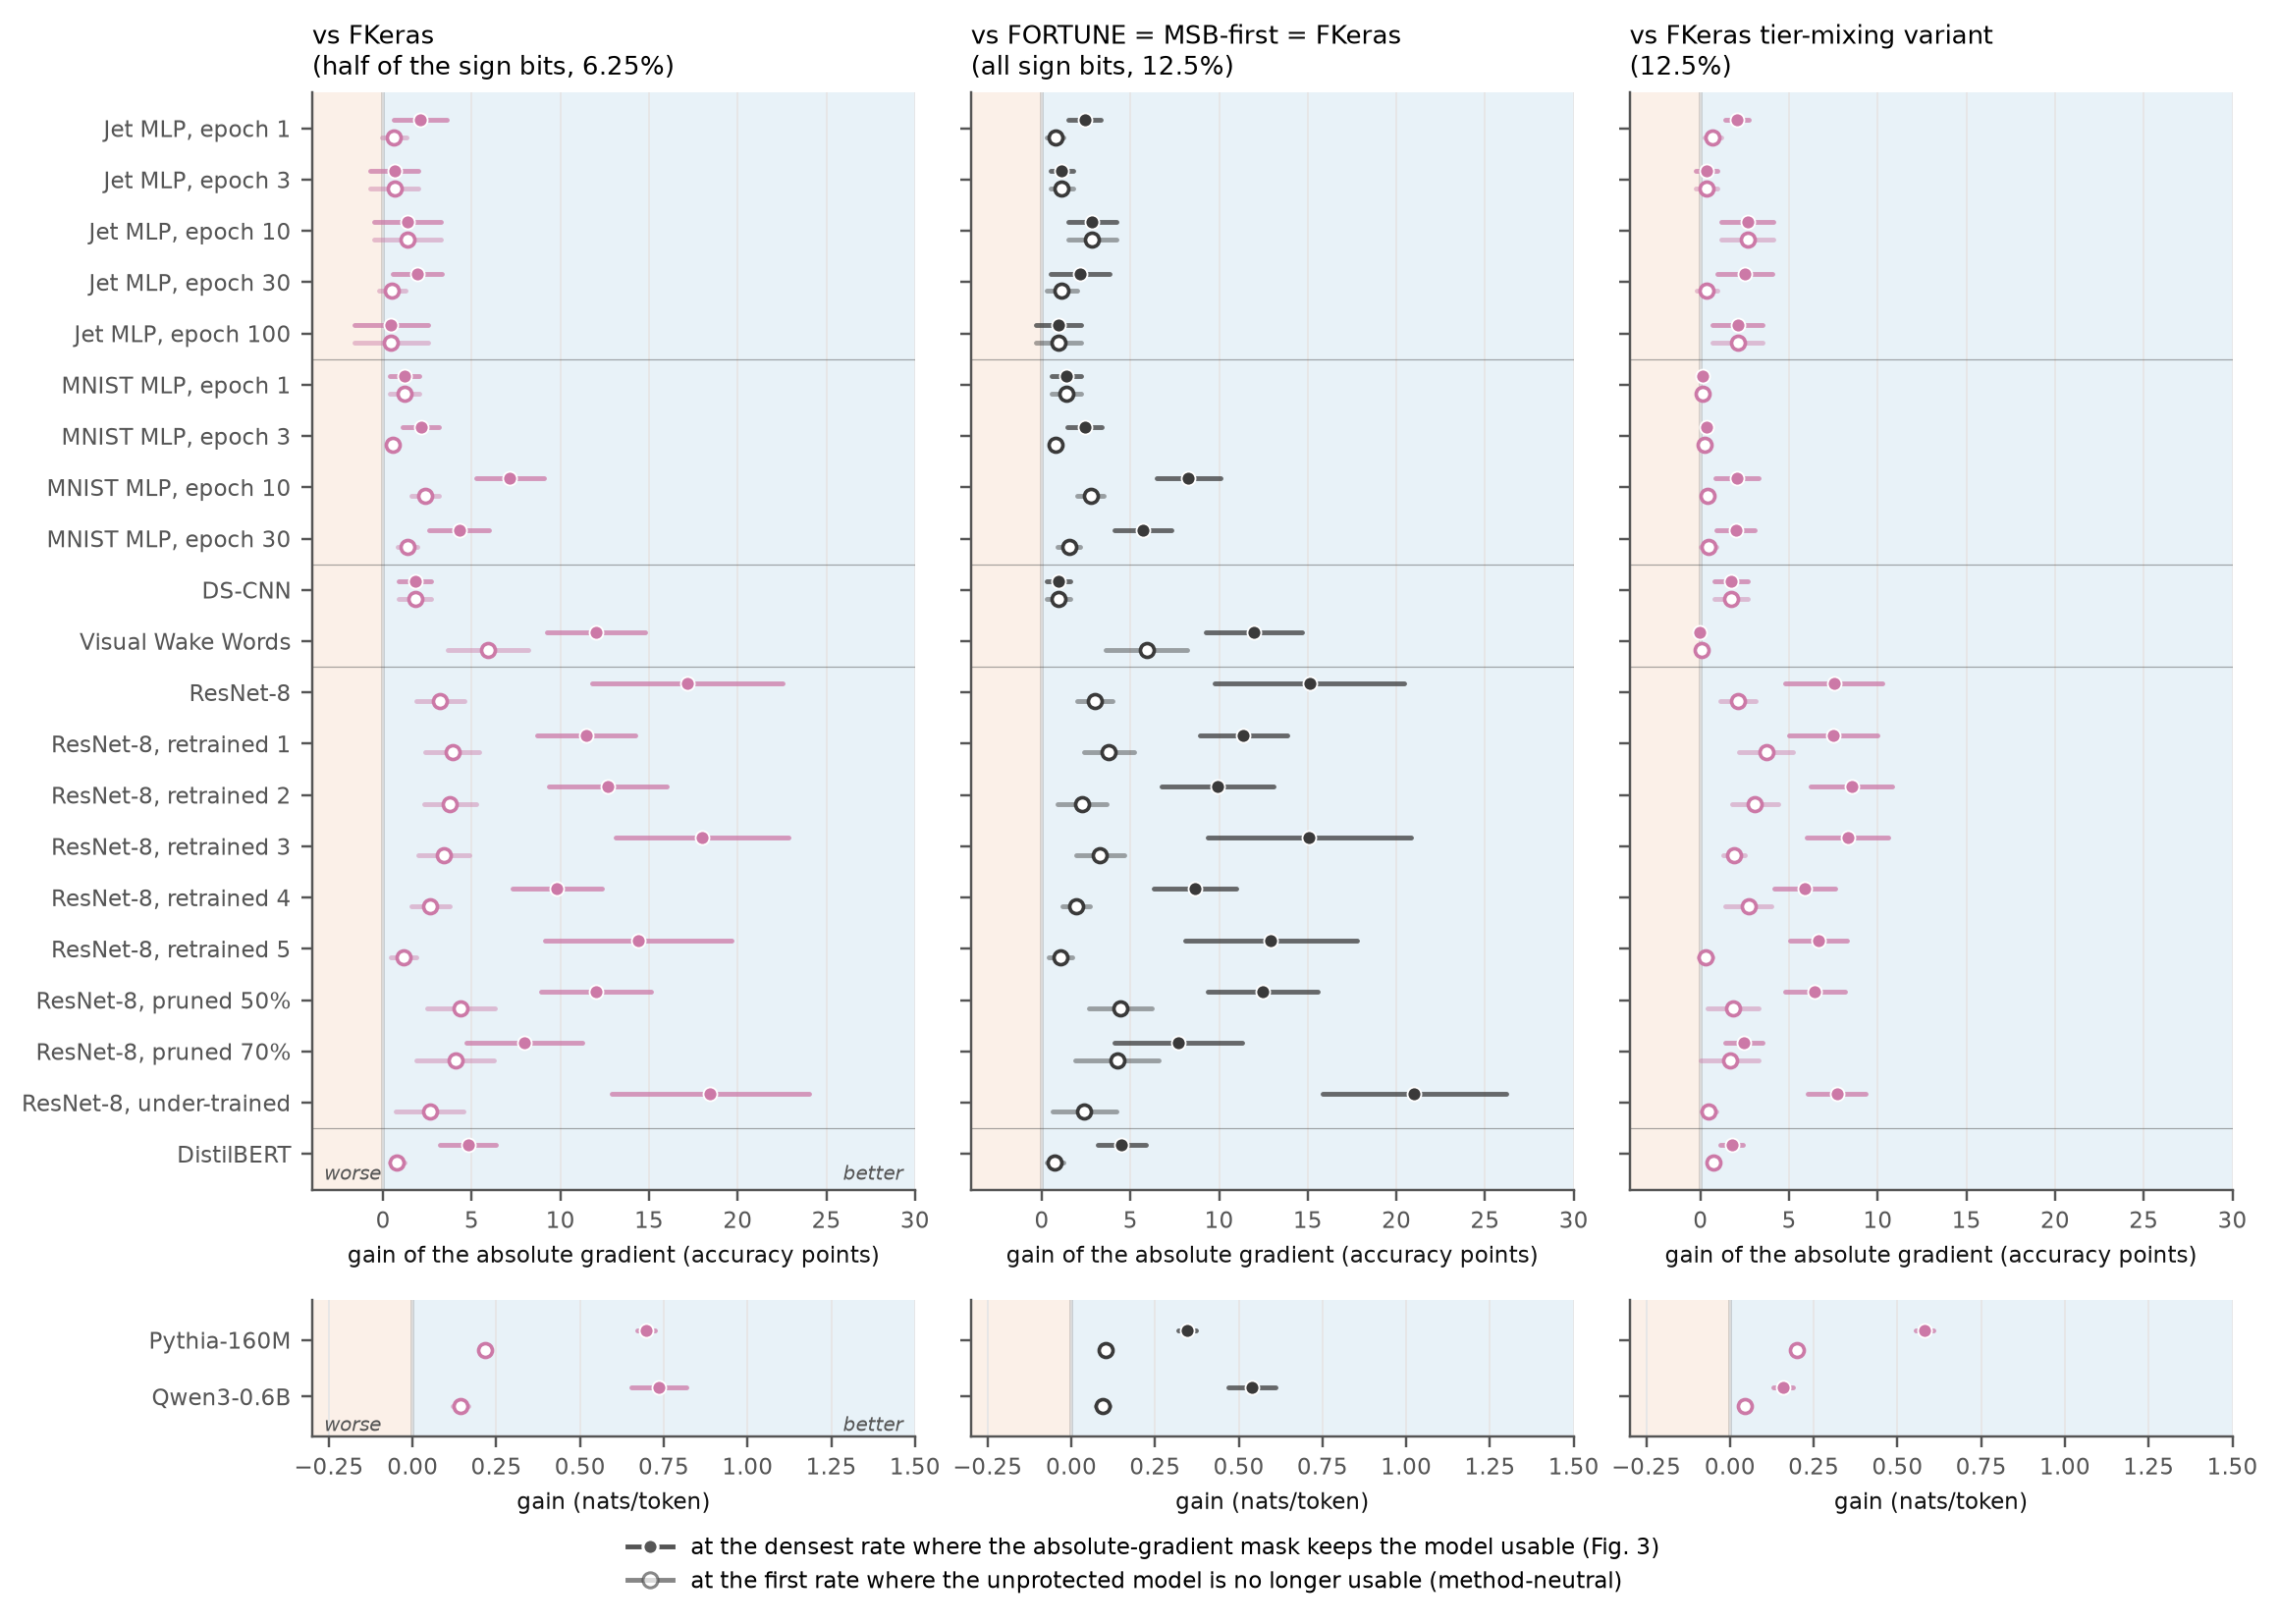 vs FKeras
(half of the sign bits, 6.25%)
vs FORTUNE = MSB-first = FKeras
(all sign bits, 12.5%)
vs FKeras tier-mixing variant
(12.5%)
Jet MLP, epoch 1
Jet MLP, epoch 3
Jet MLP, epoch 10
Jet MLP, epoch 30
Jet MLP, epoch 100
MNIST MLP, epoch 1
MNIST MLP, epoch 3
MNIST MLP, epoch 10
MNIST MLP, epoch 30
DS-CNN
Visual Wake Words
ResNet-8
ResNet-8, retrained 1
ResNet-8, retrained 2
ResNet-8, retrained 3
ResNet-8, retrained 4
ResNet-8, retrained 5
ResNet-8, pruned 50%
ResNet-8, pruned 70%
ResNet-8, under-trained
DistilBERT
worse better
0 5 10 15 20 25 30
0 5 10 15 20 25 30
0 5 10 15 20 25 30
gain of the absolute gradient (accuracy points)
gain of the absolute gradient (accuracy points)
gain of the absolute gradient (accuracy points)
Pythia-160M
Qwen3-0.6B
worse better
−0.25 0.00 0.25 0.50 0.75 1.00 1.25 1.50
−0.25 0.00 0.25 0.50 0.75 1.00 1.25 1.50
−0.25 0.00 0.25 0.50 0.75 1.00 1.25 1.50
gain (nats/token)
gain (nats/token)
gain (nats/token)
at the densest rate where the absolute-gradient mask keeps the model usable (Fig. 3)
at the first rate where the unprotected model is no longer usable (method-neutral)